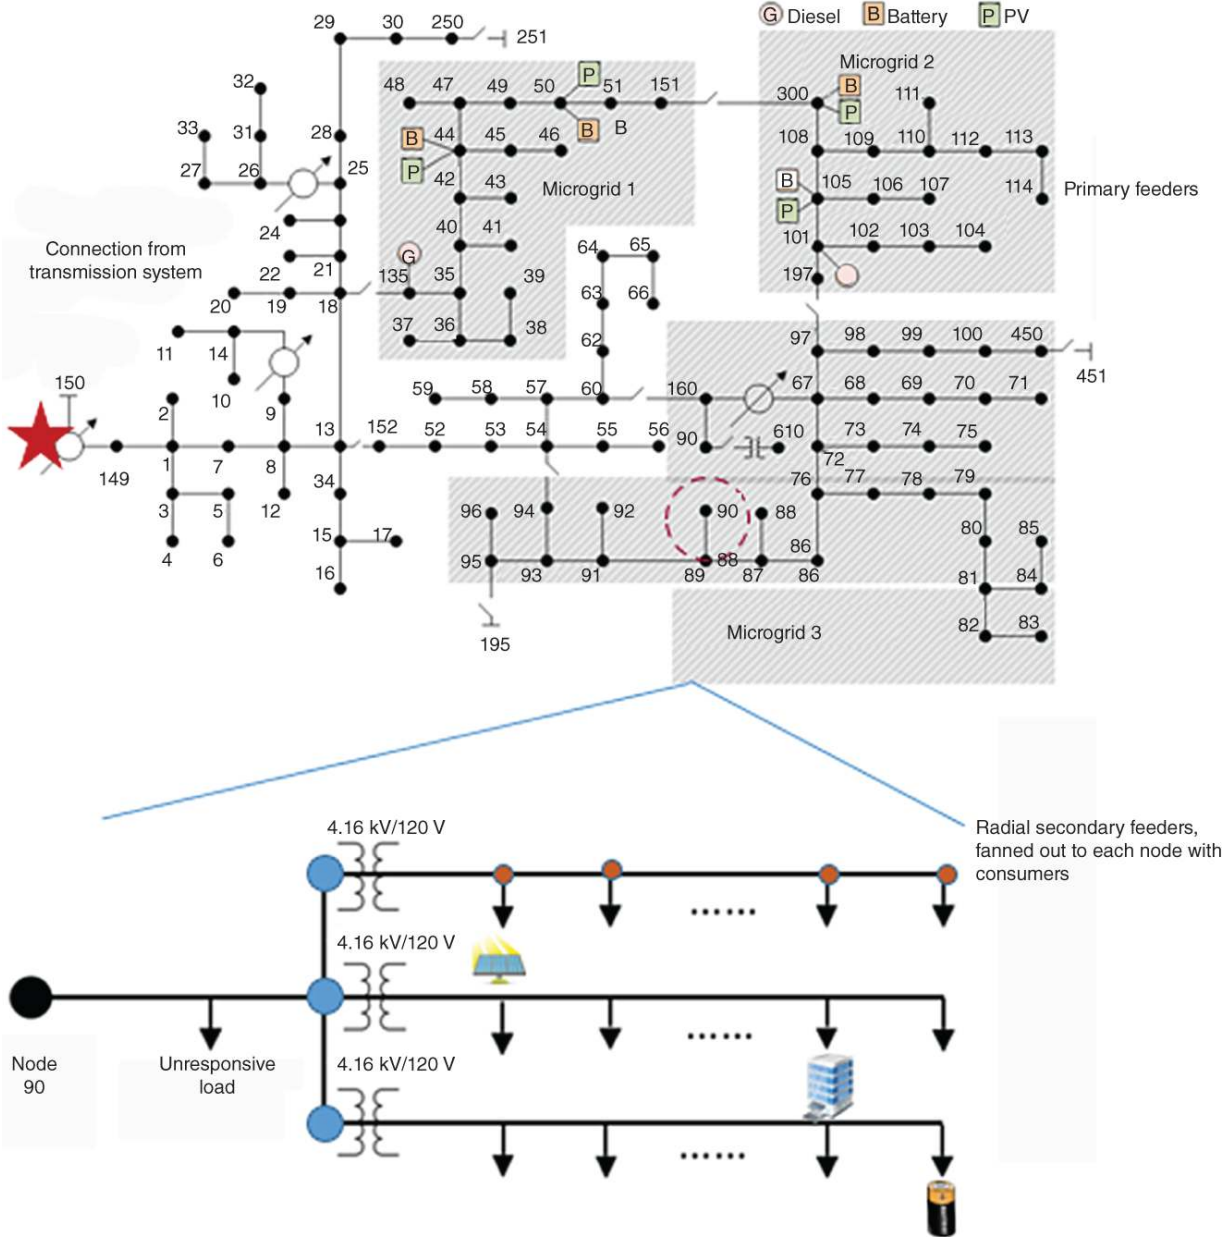 29 30 250 251
G Diesel B Battery P PV
Microgrid 2
32
48 47 49 50 P 51 151
300 B 111
P
33 31 28
B 44 45 46 B B
108 109 110 112 113
27 26 25
P 42 43 Microgrid 1
B 105 106 107 114 Primary feeders
P
24 40 41
101 102 103 104
Connection from
transmission system
64 65
22 21 G
135 35 39
197
20 19 18
63 66
11 14
37 36 38
62
97 98 99 100 450
451
150
10 9
2
59 58 57 60 160
67 68 69 70 71
13 152 52 53 54 55 56
90 610 73 74 75
72
149 1 7 8
34
76 77 78 79
3 5 12
96 94 92 90 88
80 85
4 6
15 17
86
95 93 91 89 88 87 86
16
81 84
82 83
195
Microgrid 3
4.16 kV/120 V
Radial secondary feeders,
fanned out to each node with
consumers
4.16 kV/120 V
Node
90
Unresponsive
load
4.16 kV/120 V